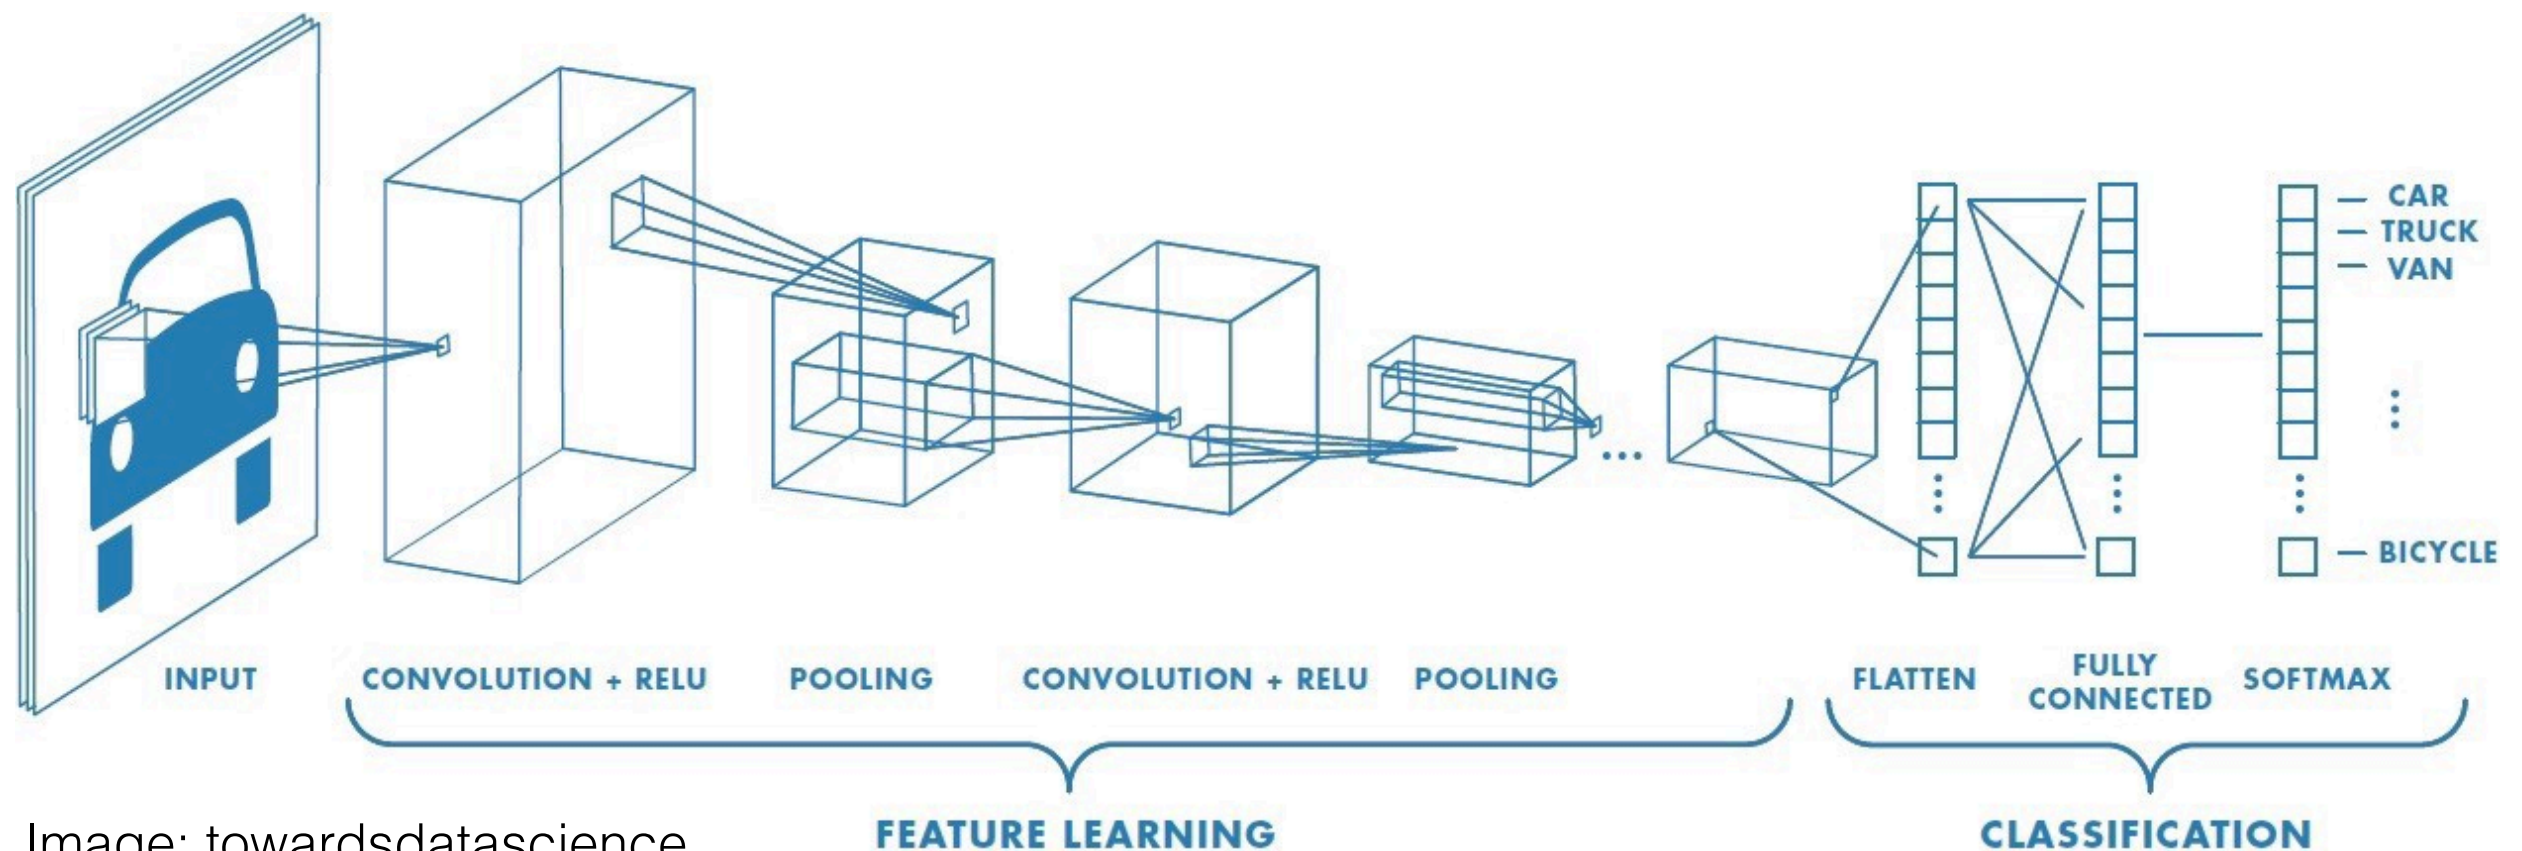 CAR
TRUCK
VAN
BICYCLE
INPUT
CONVOLUTION + RELU
POOLING
CONVOLUTION + RELU
POOLING
FLATTEN
FULLY
CONNECTED
SOFTMAX
FEATURE LEARNING
CLASSIFICATION
Image: towardsdatascience